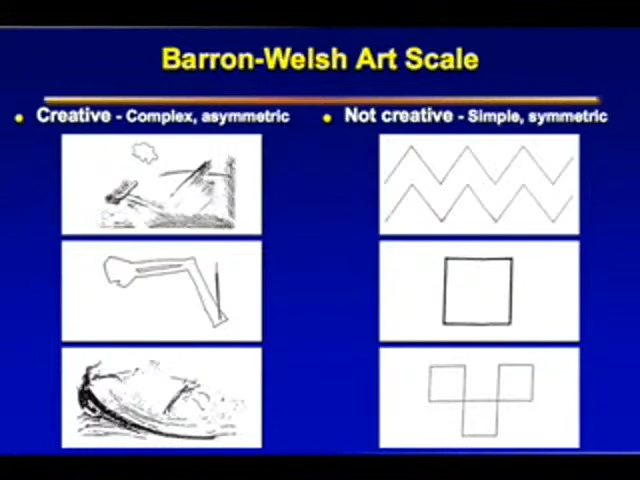 Barron-Welsh Art Scale
Creative - Complex, asymmetric
Not creative - Simple, symmetric